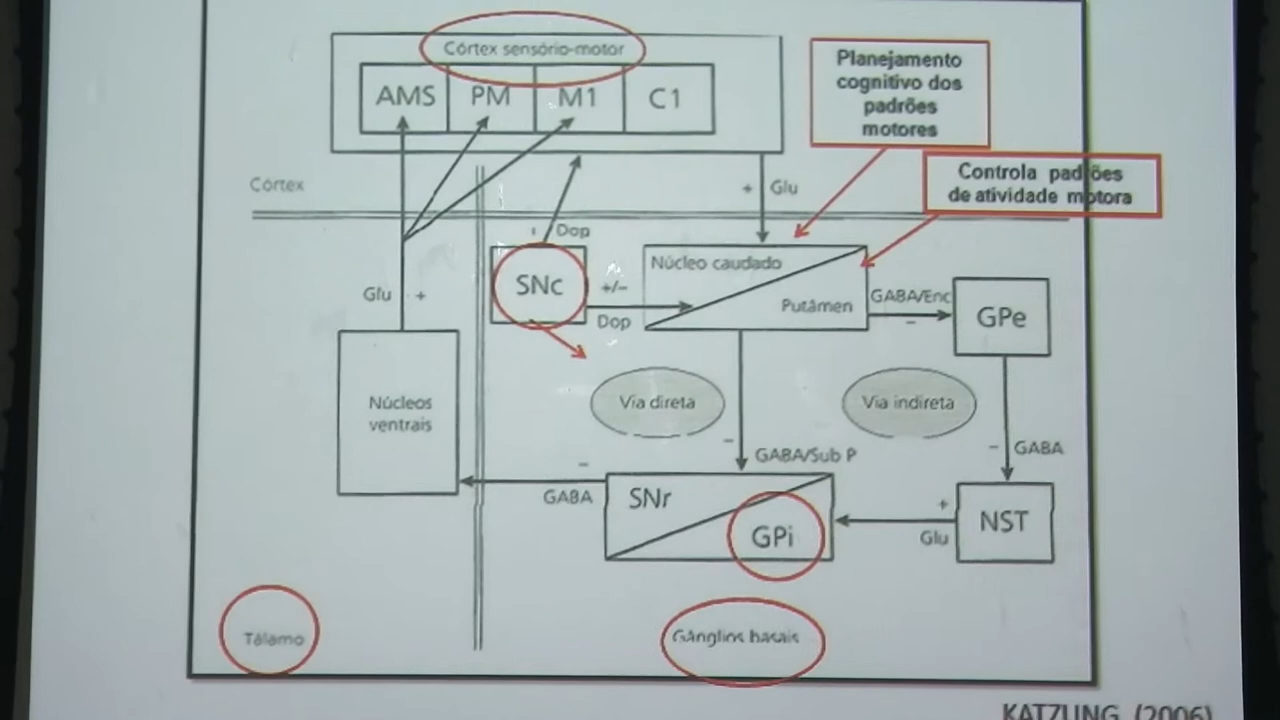 Córtex sensório-motor
AMS PM M1 C1
Planejamento
cognitivo dos
padrões
motores
Controla padrões
de atividade motora
Córtex
+ Glu
Dop
SNc
+/-
Dop
Núcleo caudado
Putâmen
GABA/Enc
-
GPe
Glu +
Núcleos
ventrais
Via direta
Via indireta
- GABA/Sub P
- GABA
-
GABA
SNr
GPi
+
Glu
NST
Tálamo
Gânglios basais
KATZUNG, (2006)